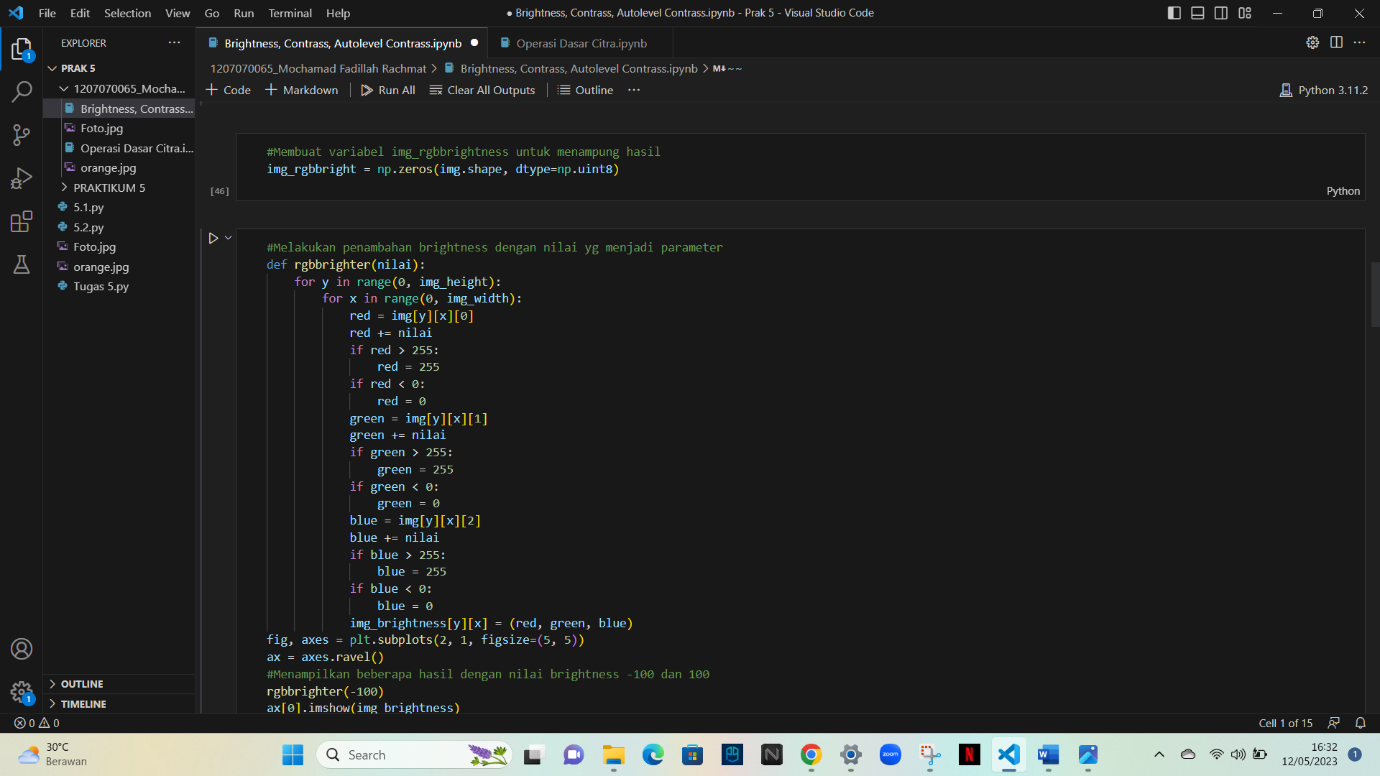 File Edit Selection View Go Run Terminal Help
● Brightness, Contrass, Autolevel Contrass.ipynb - Prak 5 - Visual Studio Code
1
EXPLORER ...
PRAK 5
1207070065_Mocha...
Brightness, Contrass...
Foto.jpg
Operasi Dasar Citra.i...
orange.jpg
PRAKTIKUM 5
5.1.py
5.2.py
Foto.jpg
orange.jpg
Tugas 5.py
OUTLINE
TIMELINE
1
Brightness, Contrass, Autolevel Contrass.ipynb ●
Operasi Dasar Citra.ipynb
1207070065_Mochamad Fadillah Rachmat > Brightness, Contrass, Autolevel Contrass.ipynb > M↓~~
+ Code + Markdown Run All Clear All Outputs Outline ...
Python 3.11.2
#Membuat variabel img_rgbbrightness untuk menampung hasil
img_rgbbright = np.zeros(img.shape, dtype=np.uint8)
[46]
Python
#Melakukan penambahan brightness dengan nilai yg menjadi parameter
def rgbbrighter(nilai):
for y in range(0, img_height):
for x in range(0, img_width):
red = img[y][x][0]
red += nilai
if red > 255:
red = 255
if red < 0:
red = 0
green = img[y][x][1]
green += nilai
if green > 255:
green = 255
if green < 0:
green = 0
blue = img[y][x][2]
blue += nilai
if blue > 255:
blue = 255
if blue < 0:
blue = 0
img_brightness[y][x] = (red, green, blue)
fig, axes = plt.subplots(2, 1, figsize=(5, 5))
ax = axes.ravel()
#Menampilkan beberapa hasil dengan nilai brightness -100 dan 100
rgbbrighter(-100)
ax[0].imshow(img_brightness)
0 0
Cell 1 of 15
30°C
Berawan
Search
zoom
N
W
16:32
12/05/2023
1